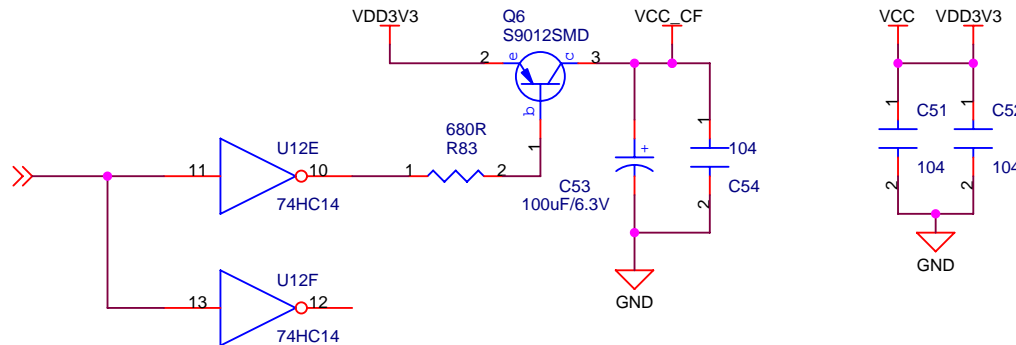 VDD3V3
Q6
S9012SMD
VCC_CF
VCC
VDD3V3
2
e
c
3
b
1
680R
R83
1
2
+
C53
100uF/6.3V
1
104
C54
2
GND
1
C51
104
2
1
2
GND
11
U12E
10
74HC14
13
U12F
12
74HC14